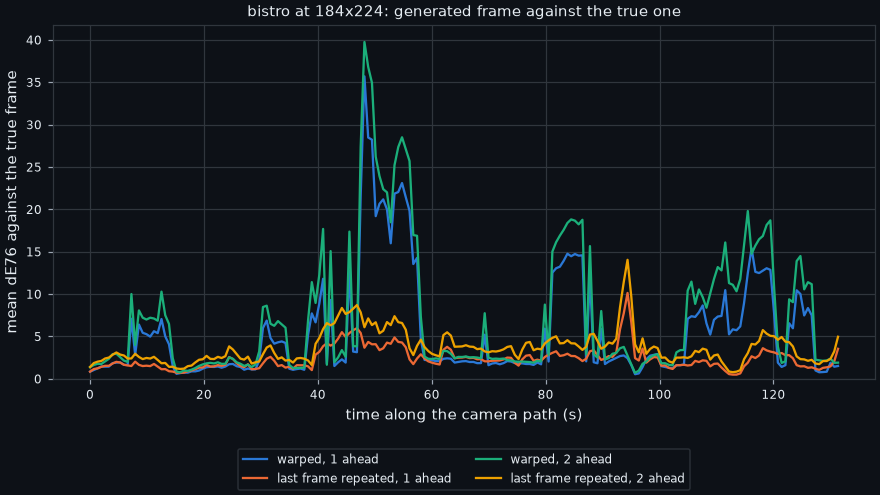 bistro at 184x224: generated frame against the true one
mean dE76 against the true frame
40
35
30
25
20
15
10
5
0
0 20 40 60 80 100 120
time along the camera path (s)
warped, 1 ahead warped, 2 ahead
last frame repeated, 1 ahead last frame repeated, 2 ahead